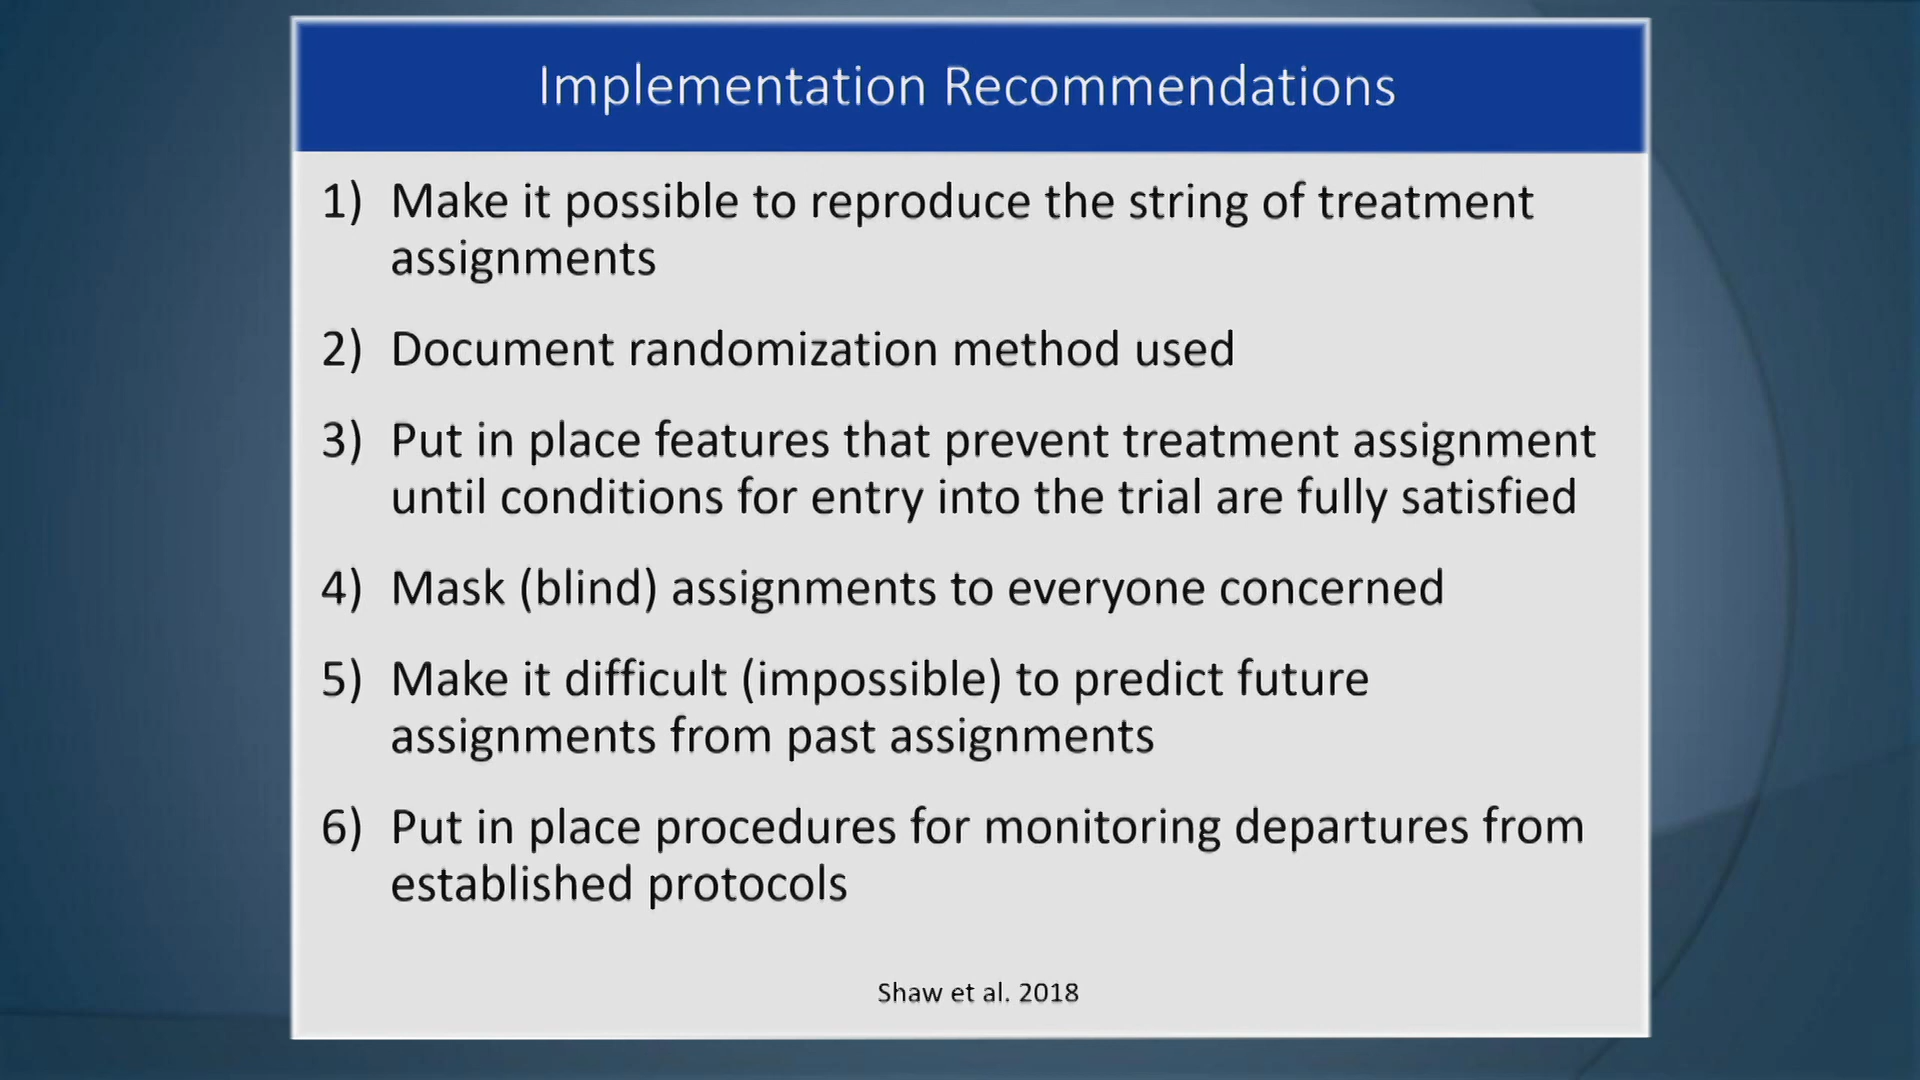 Implementation Recommendations
1) Make it possible to reproduce the string of treatment
assignments
2) Document randomization method used
3) Put in place features that prevent treatment assignment
until conditions for entry into the trial are fully satisfied
4) Mask (blind) assignments to everyone concerned
5) Make it difficult (impossible) to predict future
assignments from past assignments
6) Put in place procedures for monitoring departures from
established protocols
Shaw et al. 2018